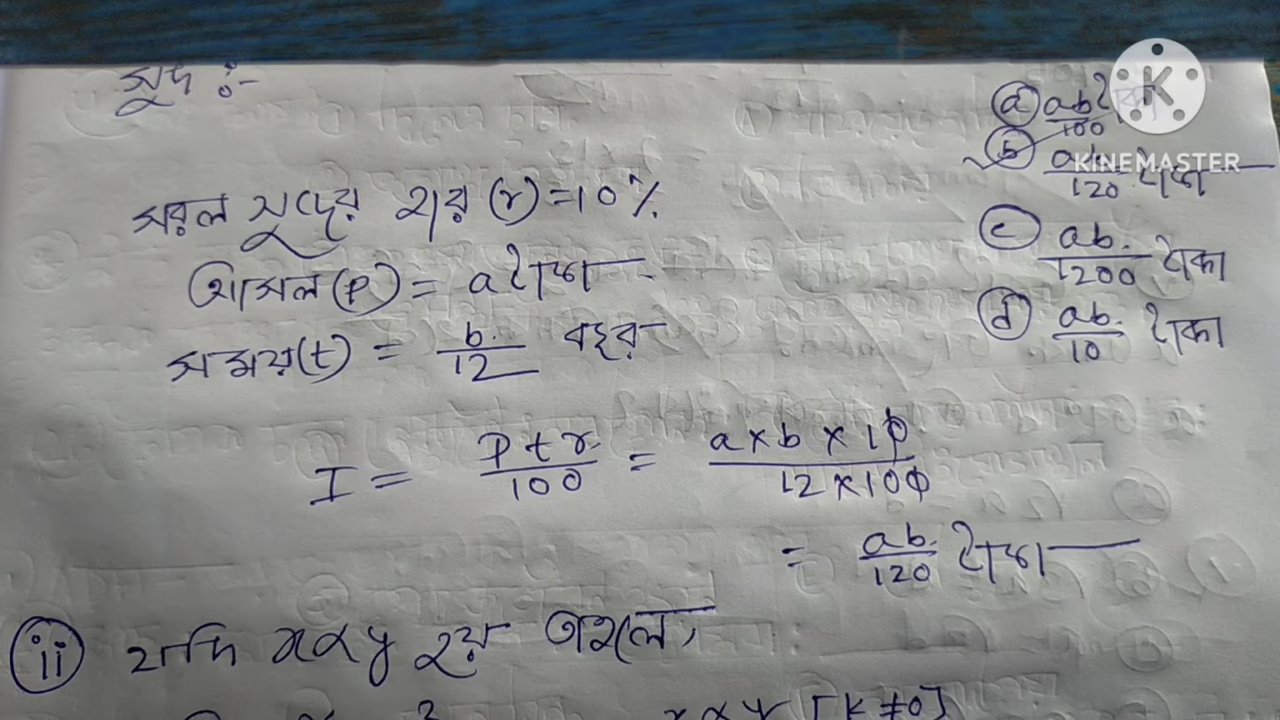 সুদ :-
ⓐ ab/100
ⓑ ab/120 টাকা
ⓒ ab./1200 টাকা
ⓓ ab./10 টাকা
KINEMASTER
সরল সুদের হার (r) = 10%.
আসল (p) = a টাকা
সময় (t) = b./12 বছর
I = p t r./100 = a × b × 10/12 × 100
= ab./120 টাকা
ⓘⓘ যদি x α y হয় তাহলে,
x α y [K ≠ 0]